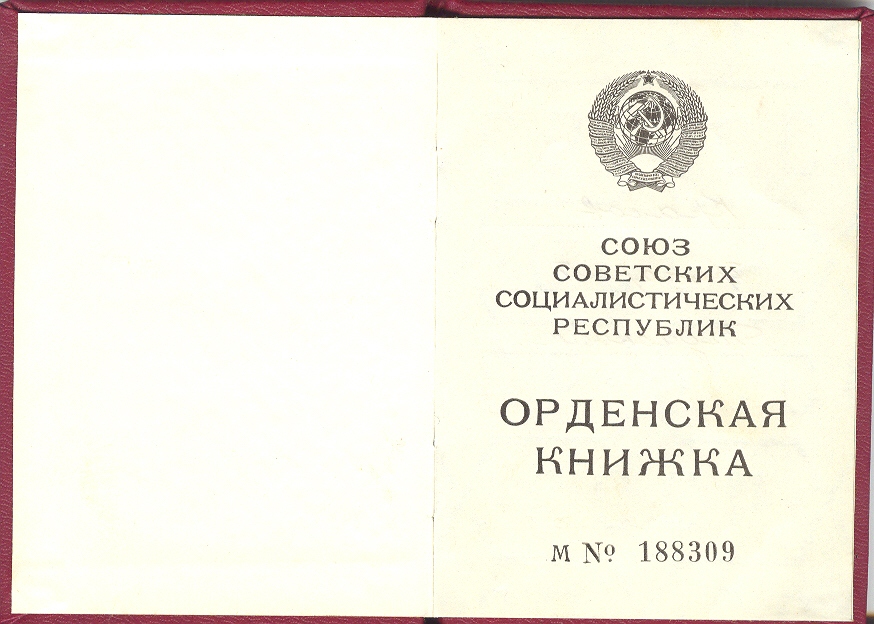 СОЮЗ
СОВЕТСКИХ
СОЦИАЛИСТИЧЕСКИХ
РЕСПУБЛИК
ОРДЕНСКАЯ
КНИЖКА
М № 188309